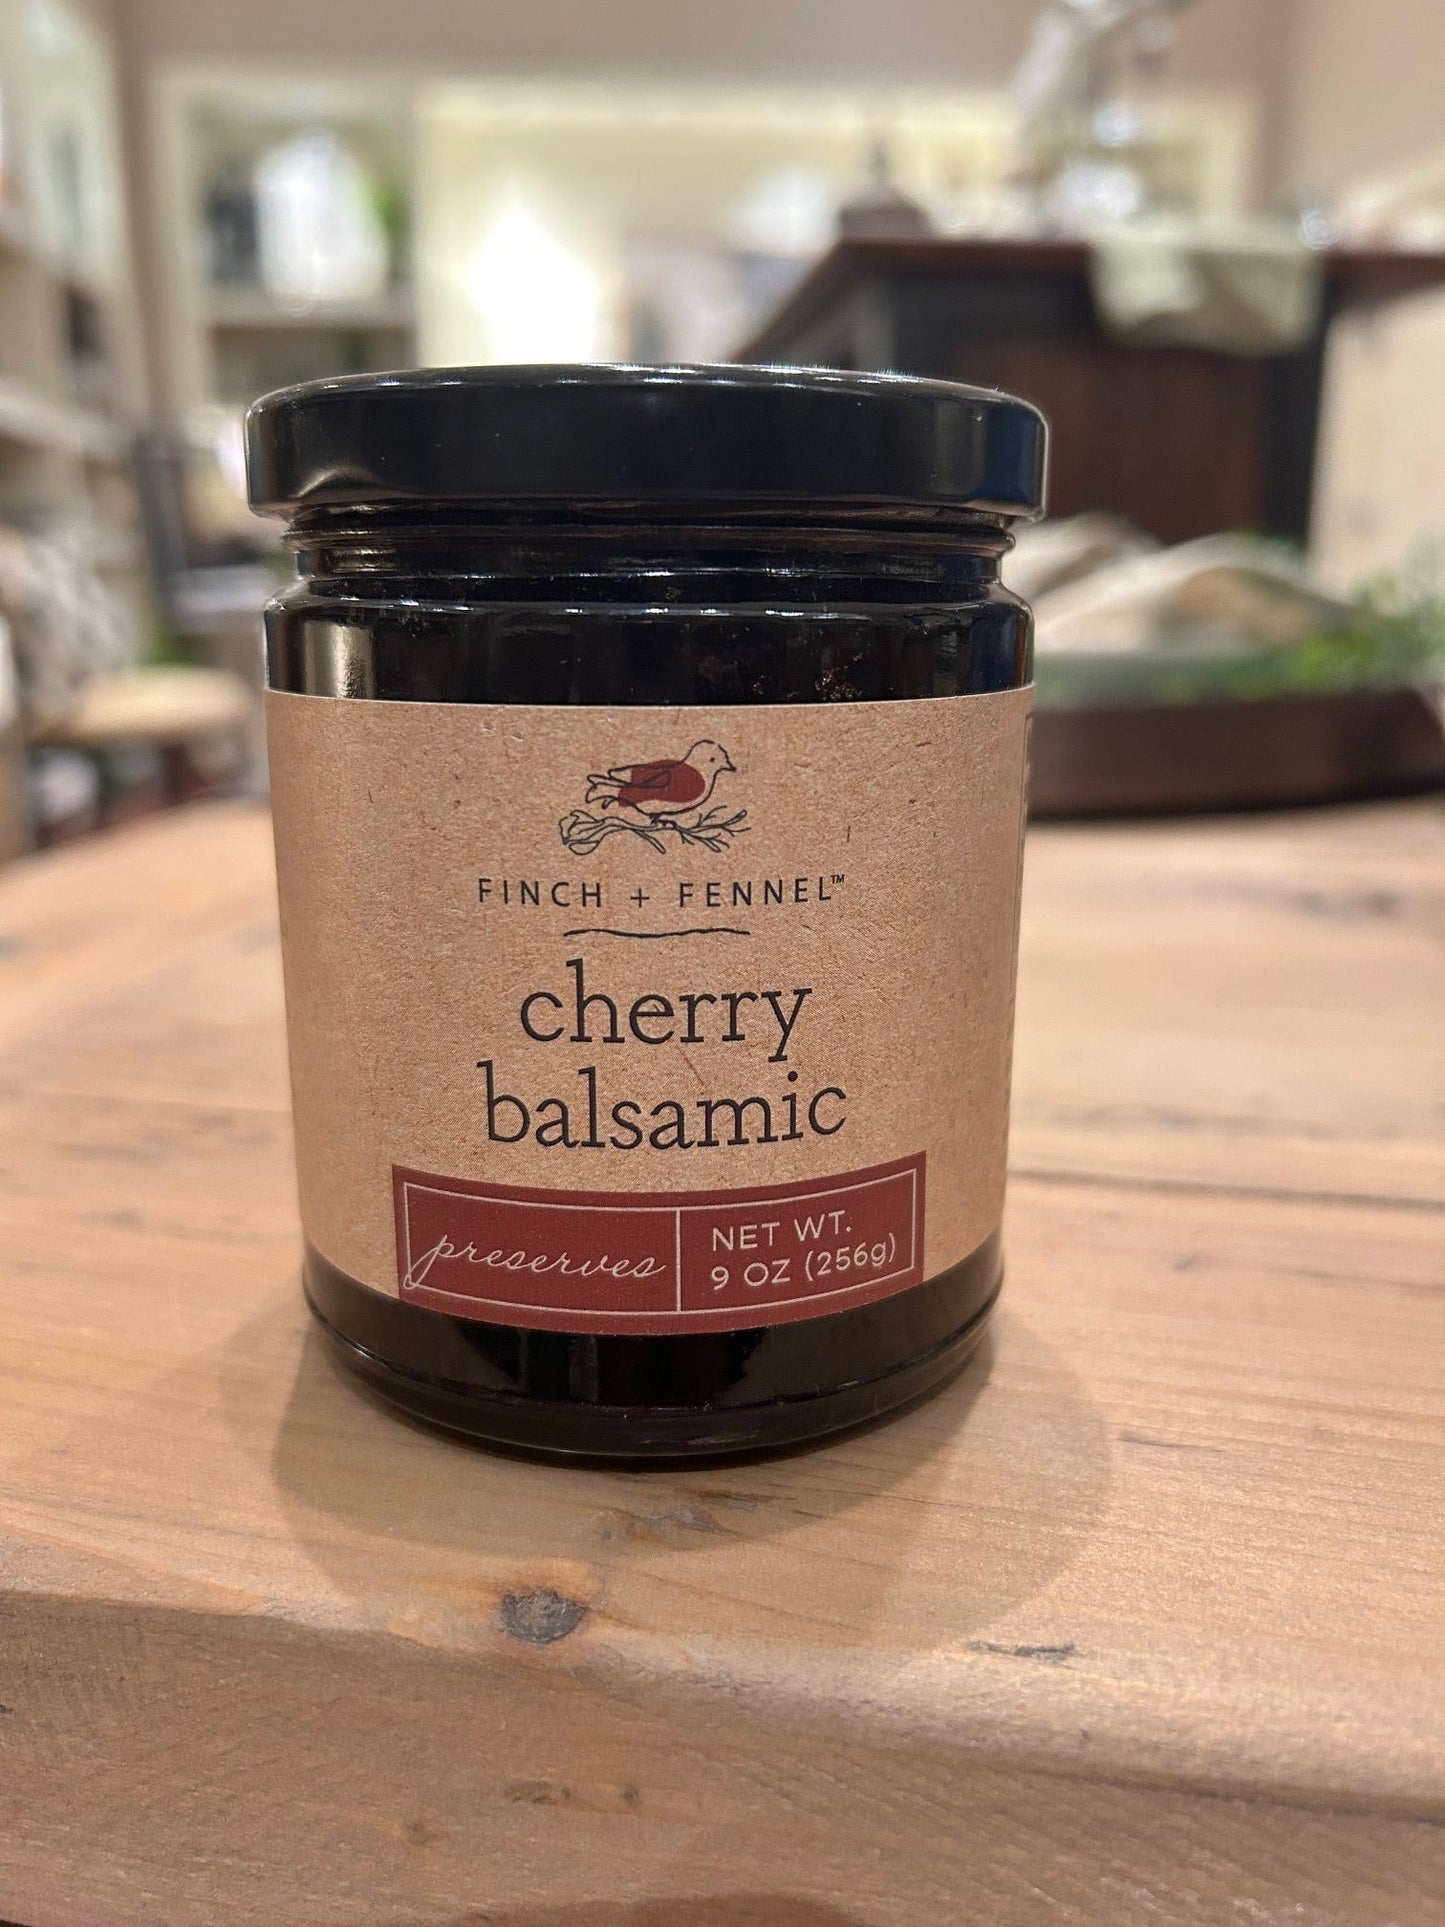 FINCH + FENNEL™
cherry
balsamic
preserves
NET WT.
9 OZ (256g)